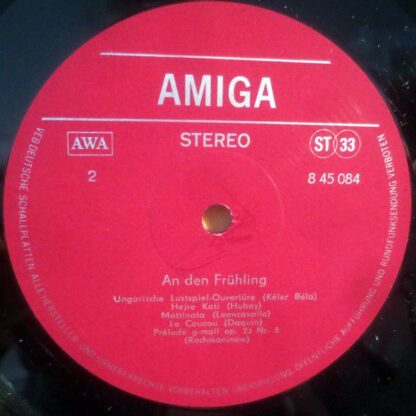 AMIGA
AWA
STEREO
ST 33
2
8 45 084
An den Frühling
Ungarische Lustspiel-Ouvertüre (Kéler Béla)
Hejre Kati (Hubay)
Mattinata (Leoncavallo)
Le Coucou (Daquin)
Prélude g-moll op. 23 Nr. 5
(Rachmaninow)
VEB DEUTSCHE SCHALLPLATTEN ALLE HERSTELLER- UND URHEBERRECHTE VORBEHALTEN. ÜBERSPIELUNG, ÖFFENTLICHE AUFFÜHRUNG UND RUNDFUNKSENDUNG VERBOTEN